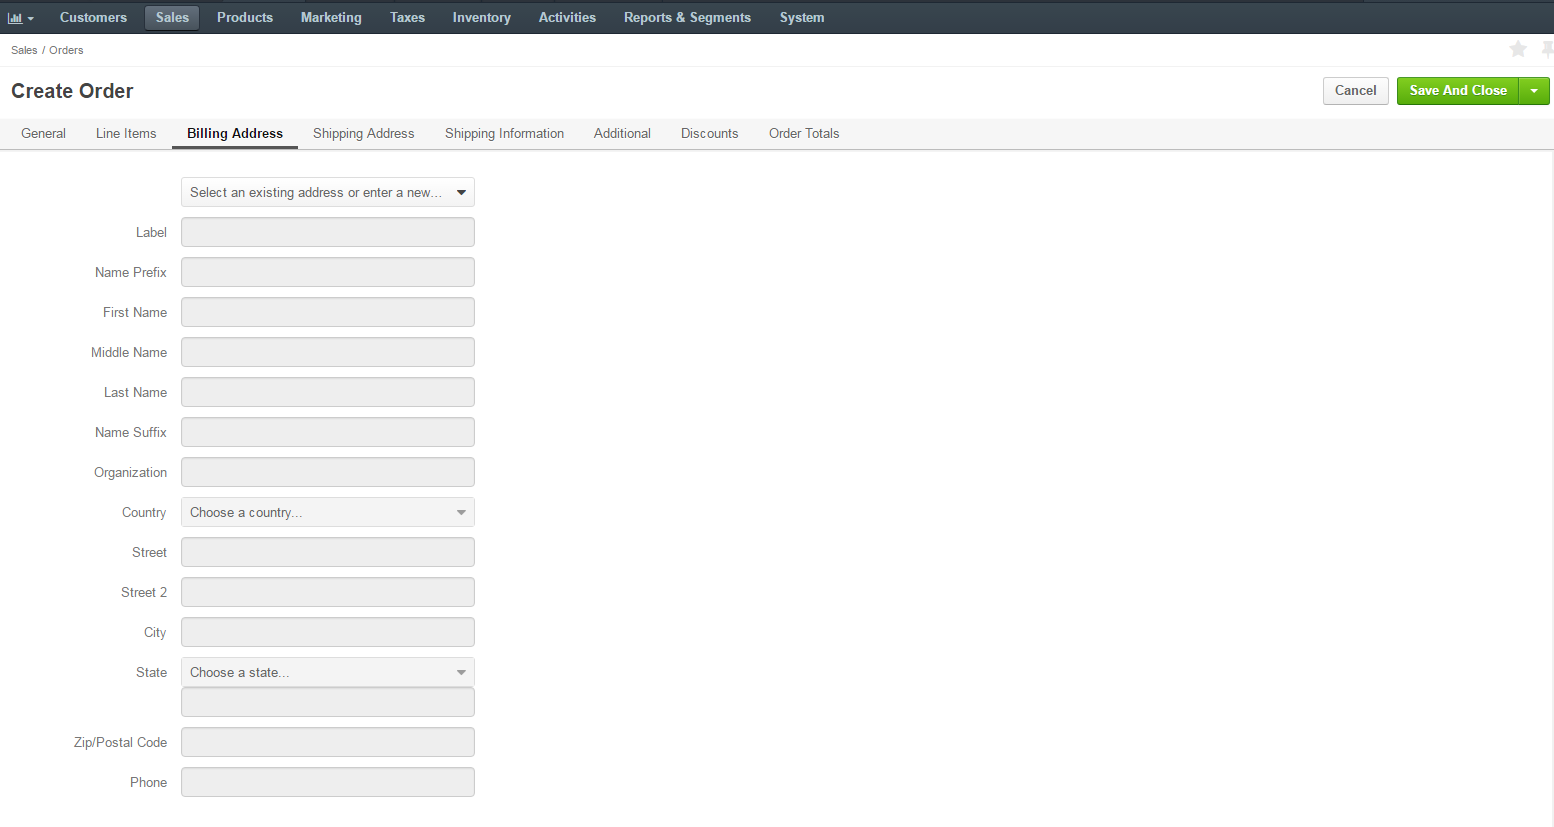 Customers Sales Products Marketing Taxes Inventory Activities Reports & Segments System
Sales / Orders
Create Order Cancel Save And Close
General Line Items Billing Address Shipping Address Shipping Information Additional Discounts Order Totals
Select an existing address or enter a new...
Label
Name Prefix
First Name
Middle Name
Last Name
Name Suffix
Organization
Country Choose a country...
Street
Street 2
City
State Choose a state...
Zip/Postal Code
Phone